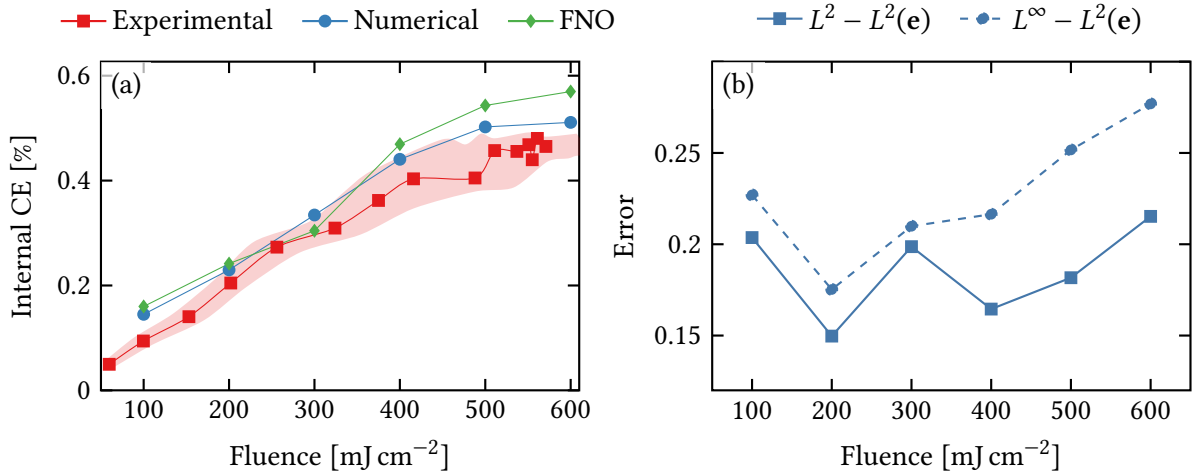 Experimental Numerical FNO
(a)
Internal CE [%]
0.6
0.4
0.2
0
100 200 300 400 500 600
Fluence [mJ cm⁻²]
L² − L²(e) L^∞ − L²(e)
(b)
Error
0.25
0.2
0.15
100 200 300 400 500 600
Fluence [mJ cm⁻²]